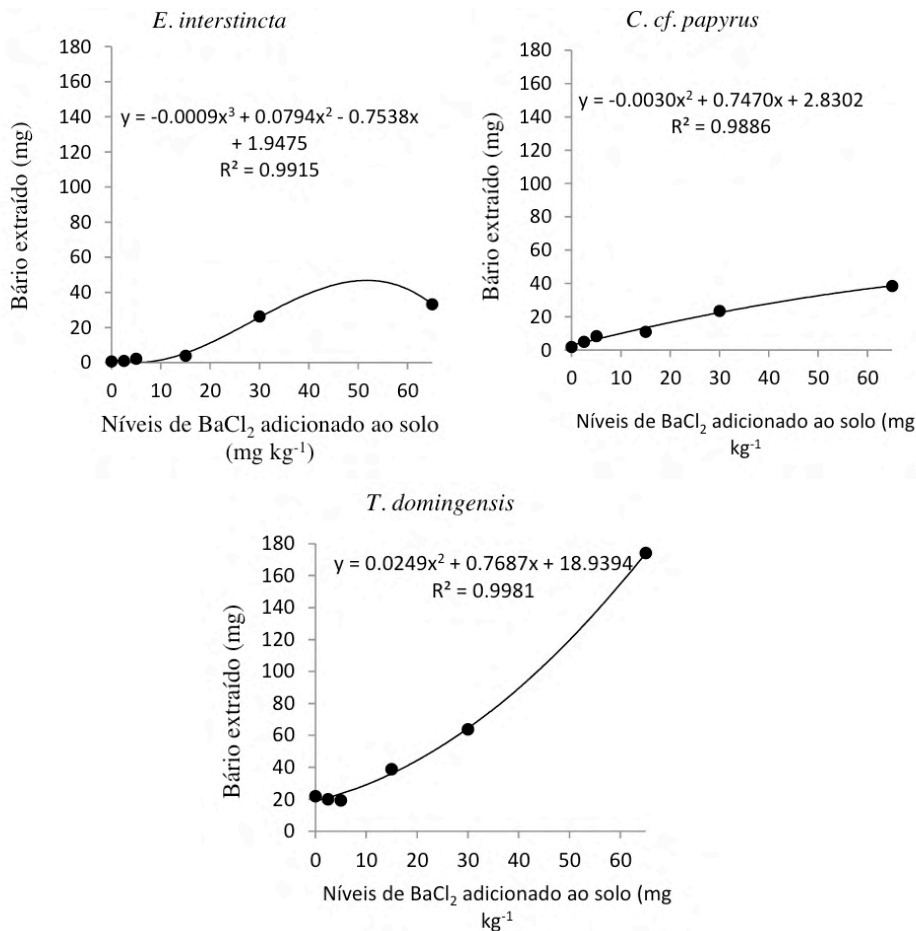 E. interstincta
180
160
140
120
100
80
60
40
20
0
Bário extraído (mg)
y = -0.0009x³ + 0.0794x² - 0.7538x
+ 1.9475
R² = 0.9915
0 10 20 30 40 50 60
Níveis de BaCl₂ adicionado ao solo
(mg kg⁻¹)
C. cf. papyrus
180
160
140
120
100
80
60
40
20
0
Bário extraído (mg)
y = -0.0030x² + 0.7470x + 2.8302
R² = 0.9886
0 10 20 30 40 50 60
Níveis de BaCl₂ adicionado ao solo (mg
kg⁻¹
T. domingensis
180
160
140
120
100
80
60
40
20
0
Bário extraído (mg)
y = 0.0249x² + 0.7687x + 18.9394
R² = 0.9981
0 10 20 30 40 50 60
Níveis de BaCl₂ adicionado ao solo (mg
kg⁻¹